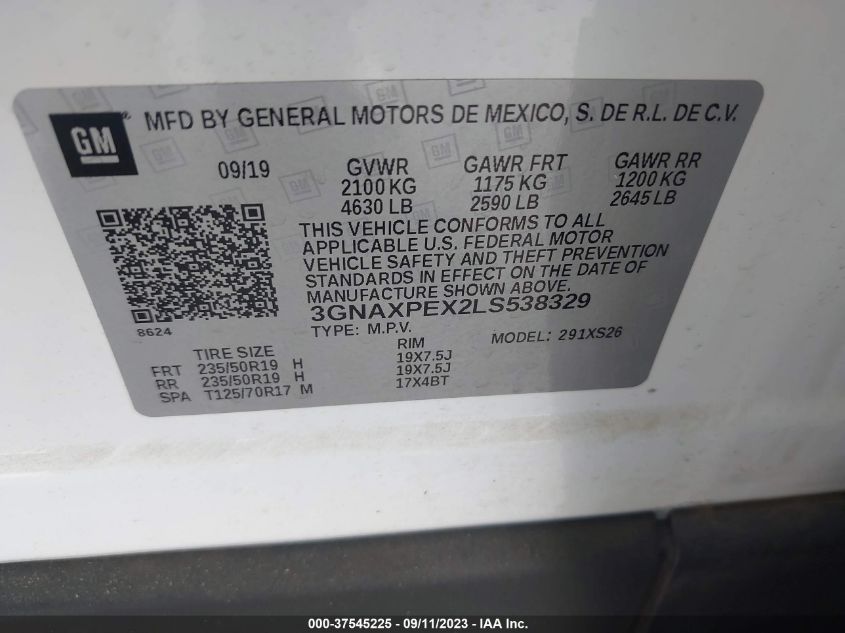 GM
MFD BY GENERAL MOTORS DE MEXICO, S. DE R.L. DE C.V.
09/19 GVWR GAWR FRT GAWR RR
2100 KG 1175 KG 1200 KG
4630 LB 2590 LB 2645 LB
THIS VEHICLE CONFORMS TO ALL
APPLICABLE U.S. FEDERAL MOTOR
VEHICLE SAFETY AND THEFT PREVENTION
STANDARDS IN EFFECT ON THE DATE OF
MANUFACTURE SHOWN ABOVE.
3GNAXPEX2LS538329
8624
TYPE: M.P.V. MODEL: 291XS26
TIRE SIZE RIM
FRT 235/50R19 H 19X7.5J
RR 235/50R19 H 19X7.5J
SPA T125/70R17 M 17X4BT
000-37545225 - 09/11/2023 - IAA Inc.